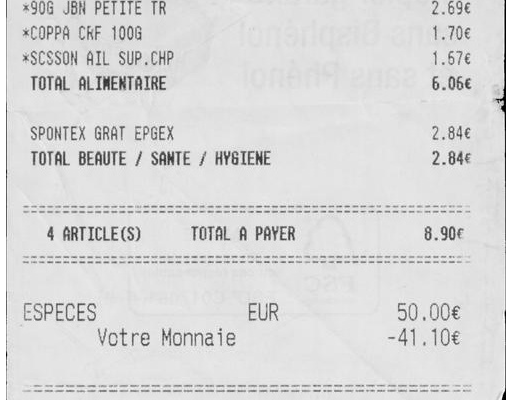 *90G JBN PETITE TR 2.69€
*COPPA CRF 100G 1.70€
*SCSSON AIL SUP.CHP 1.67€
TOTAL ALIMENTAIRE 6.06€
SPONTEX GRAT EPGEX 2.84€
TOTAL BEAUTE / SANTE / HYGIENE 2.84€
4 ARTICLE(S) TOTAL A PAYER 8.90€
ESPECES EUR 50.00€
Votre Monnaie -41.10€